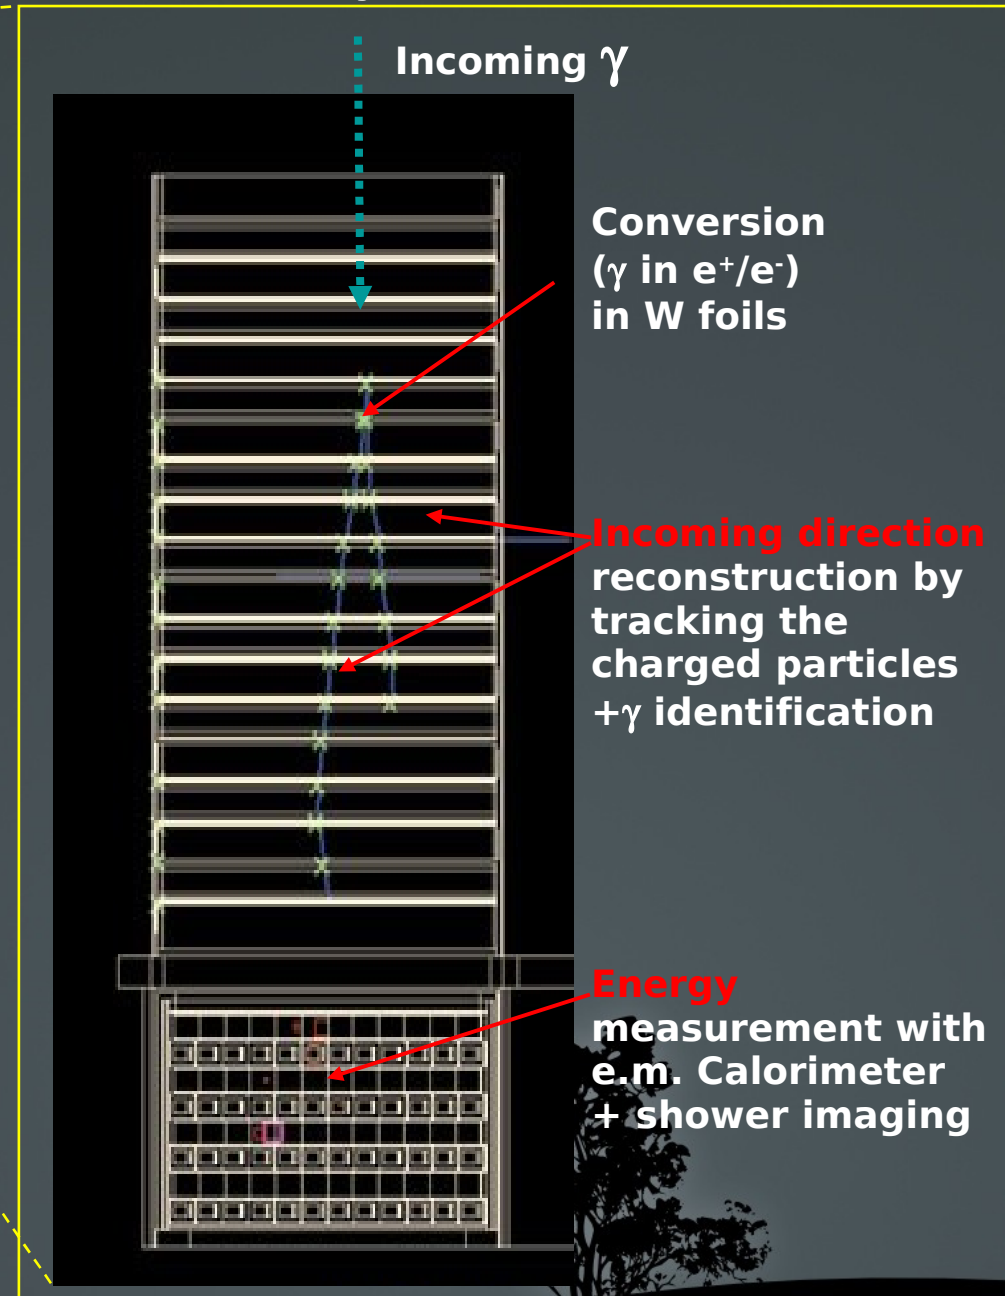 Incoming γ
Conversion
(γ in e⁺/e⁻)
in W foils
Incoming direction
reconstruction by
tracking the
charged particles
+γ identification
Energy
measurement with
e.m. Calorimeter
+ shower imaging